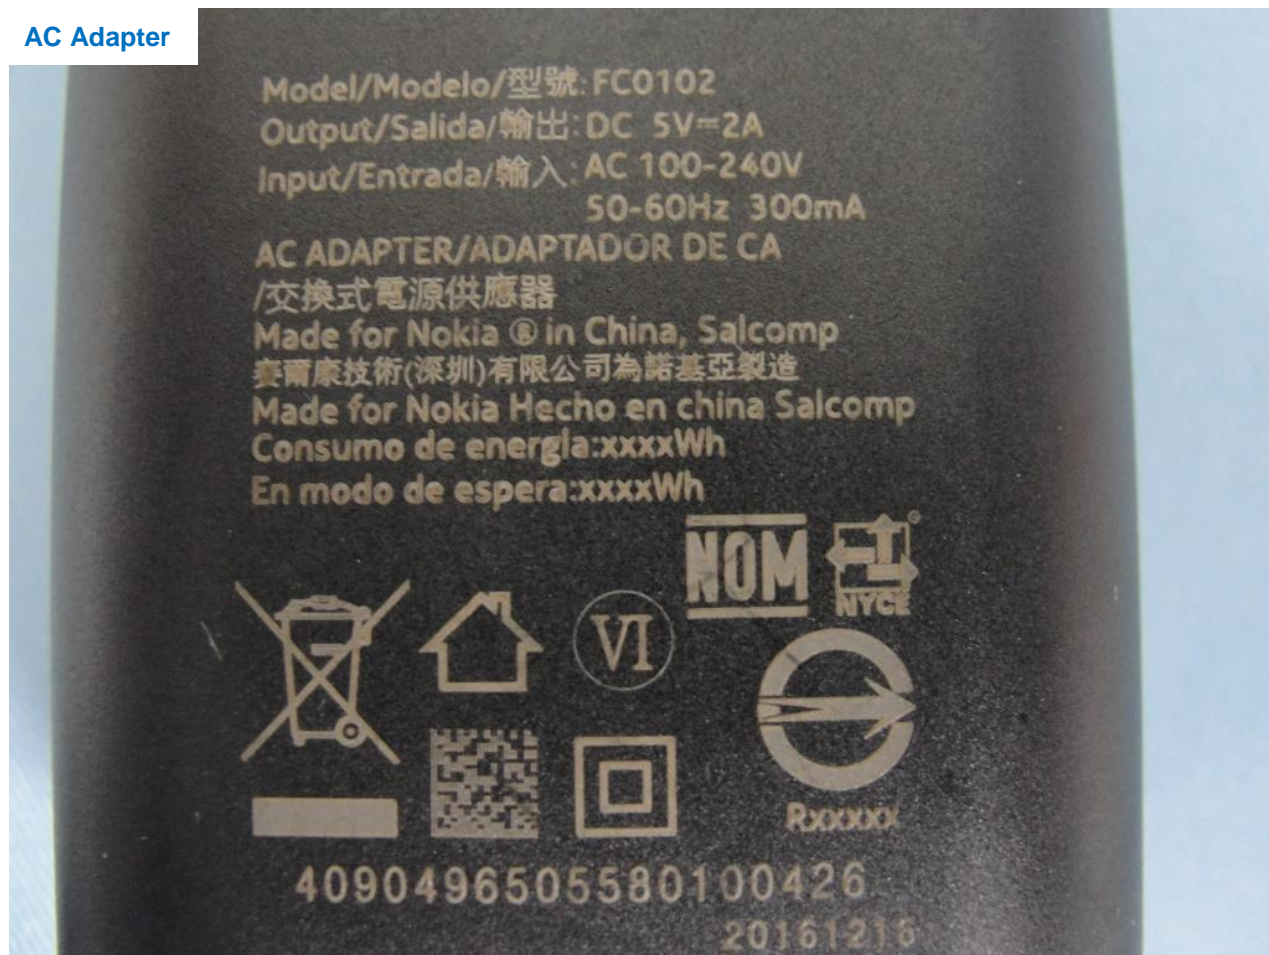 AC Adapter
Model/Modelo/型號: FC0102
Output/Salida/輸出: DC 5V⎓2A
Input/Entrada/輸入: AC 100-240V
50-60Hz 300mA
AC ADAPTER/ADAPTADOR DE CA
/交換式電源供應器
Made for Nokia ® in China, Salcomp
賽爾康技術(深圳)有限公司為諾基亞製造
Made for Nokia Hecho en china Salcomp
Consumo de energla:xxxxWh
En modo de espera:xxxxWh
NOM
NYCE
VI
Rxxxxx
4090496505580100426
20161216